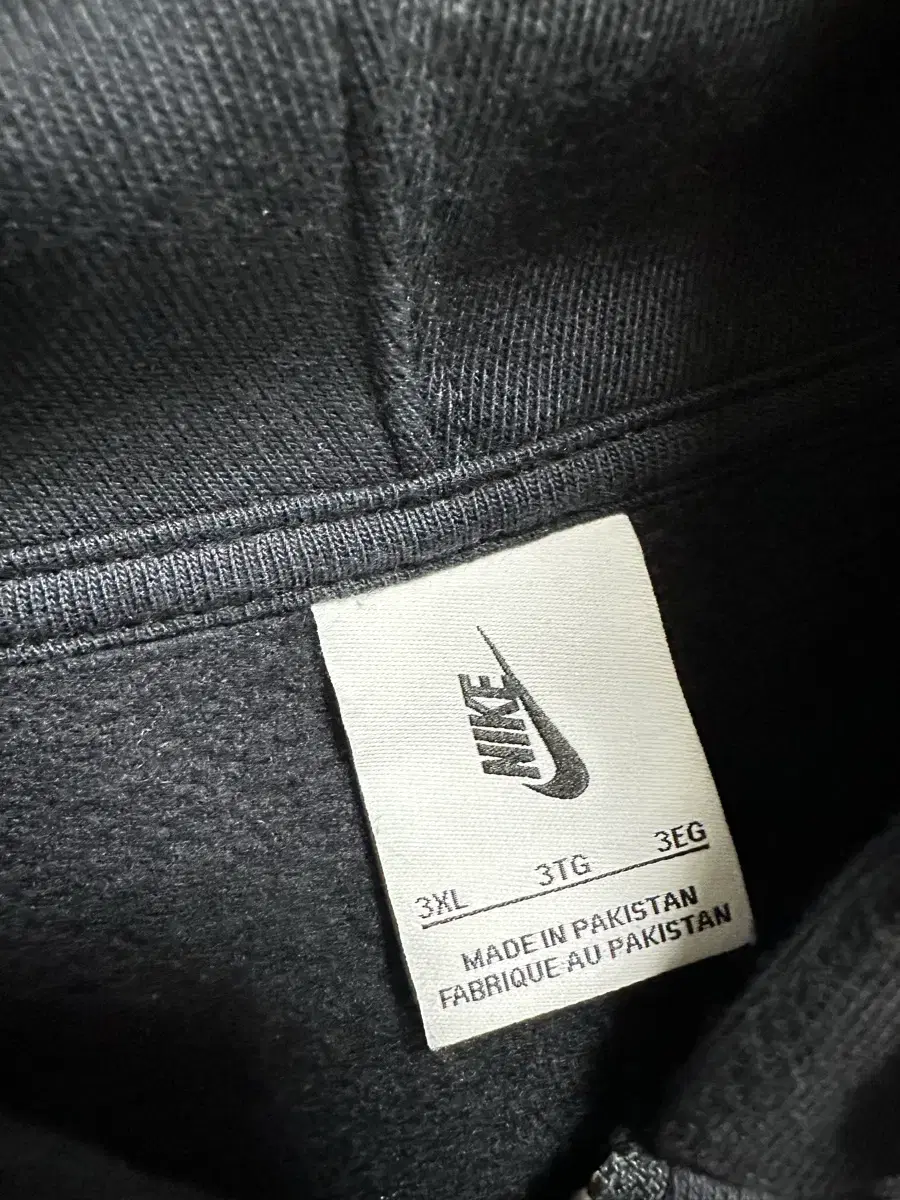 NIKE
3XL 3TG 3EG
MADE IN PAKISTAN
FABRIQUE AU PAKISTAN